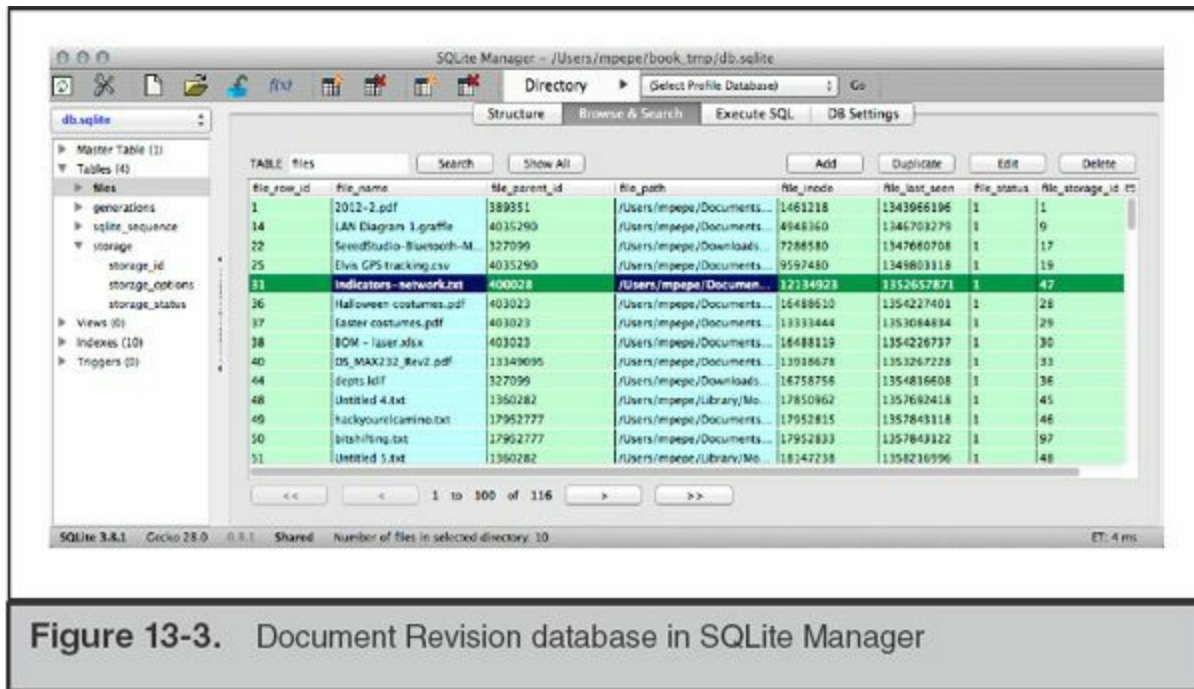 SQLite Manager - /Users/mpepe/book_tmp/db.sqlite
f(x) Directory (Select Profile Database) Go
db.sqlite Structure Browse & Search Execute SQL DB Settings
Master Table (1)
Tables (4)
files
generations
sqlite_sequence
storage
storage_id
storage_options
storage_status
Views (0)
Indexes (10)
Triggers (0)
TABLE files Search Show All Add Duplicate Edit Delete
file_row_id file_name file_parent_id file_path file_inode file_last_seen file_status file_storage_id
1 2012-2.pdf 389351 /Users/mpepe/Documents... 1461218 1343966196 1 1
14 LAN Diagram 1.graffle 4035290 /Users/mpepe/Documents... 4948360 1346703279 1 9
22 SeeedStudio-Bluetooth-M... 327099 /Users/mpepe/Downloads... 7286580 1347660708 1 17
25 Elvis GPS tracking.csv 4035290 /Users/mpepe/Documents... 9597480 1349803118 1 19
31 Indicators-network.txt 400028 /Users/mpepe/Documen... 12134923 1352657871 1 47
36 Halloween costumes.pdf 403023 /Users/mpepe/Documents... 16488610 1354227401 1 28
37 Easter costumes.pdf 403023 /Users/mpepe/Documents... 13333444 1353084834 1 29
38 BOM - laser.xlsx 403023 /Users/mpepe/Documents... 16488119 1354226737 1 30
40 DS_MAX232_Rev2.pdf 13349095 /Users/mpepe/Documents... 13918678 1353267228 1 33
44 depts.ldif 327099 /Users/mpepe/Downloads... 16758756 1354816608 1 36
48 Untitled 4.txt 1360282 /Users/mpepe/Library/Mo... 17850962 1357692418 1 45
49 hackyourelcamino.txt 17952777 /Users/mpepe/Documents... 17952815 1357843118 1 46
50 bitshifting.txt 17952777 /Users/mpepe/Documents... 17952833 1357843122 1 97
51 Untitled 5.txt 1360282 /Users/mpepe/Library/Mo... 18147238 1358216996 1 48
<< < 1 to 100 of 116 > >>
SQLite 3.8.1 Gecko 28.0 0.8.1 Shared Number of files in selected directory: 10 ET: 4 ms
Figure 13-3. Document Revision database in SQLite Manager